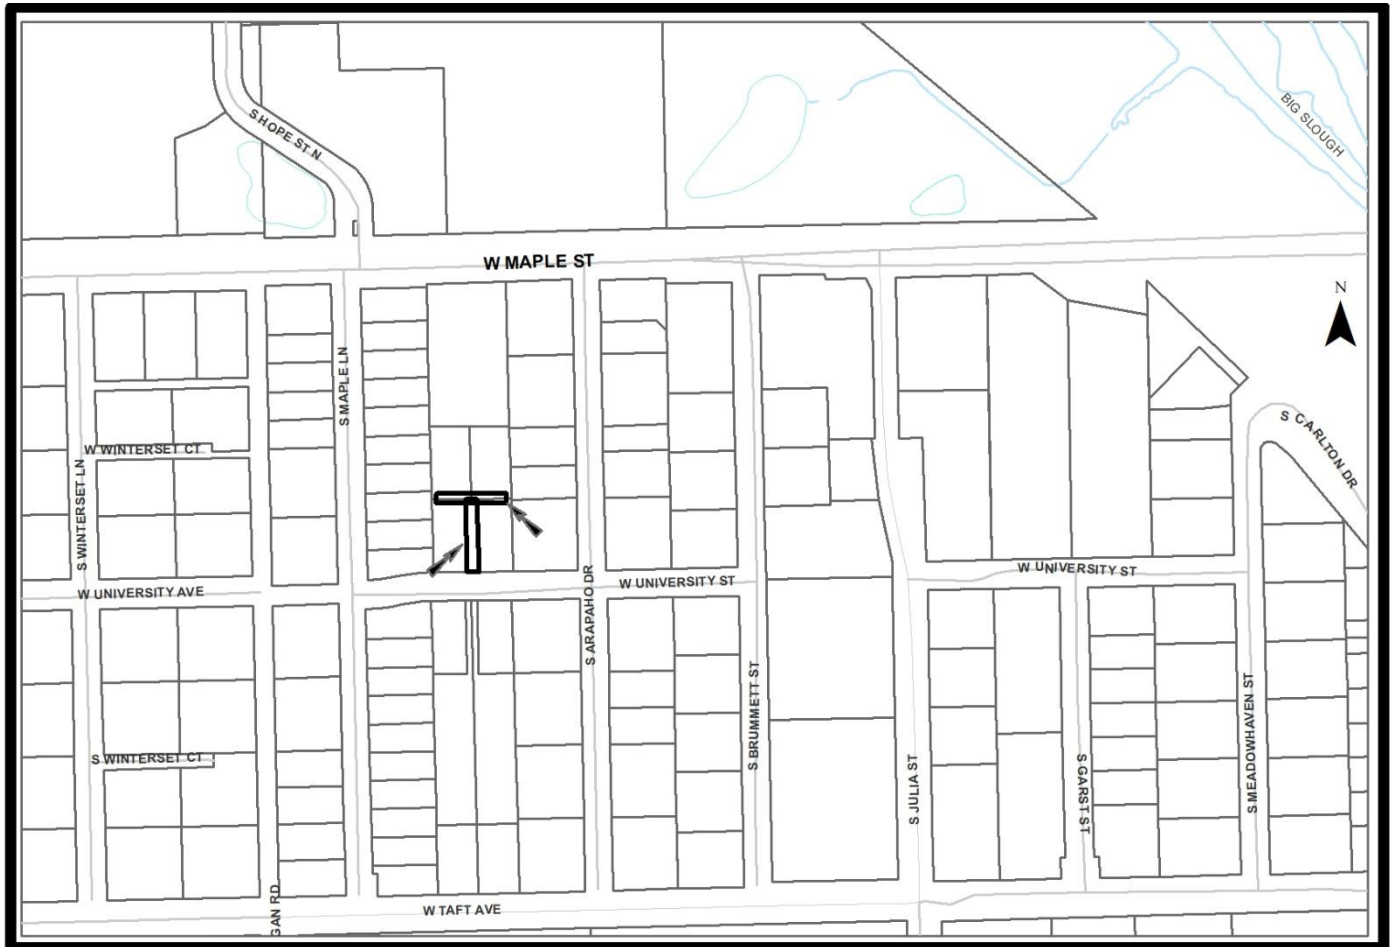 BIG SLOUGH
S HOPE ST N
W MAPLE ST
N
S MAPLE LN
S CARLTON DR
W WINTERSET CT
S WINTERSET LN
W UNIVERSITY ST
W UNIVERSITY ST
W UNIVERSITY AVE
S ARAPAHO DR
S BRUMMETT ST
S MEADOWHAVEN ST
S WINTERSET CT
S JULIA ST
S GARST ST
GAN RD
W TAFT AVE